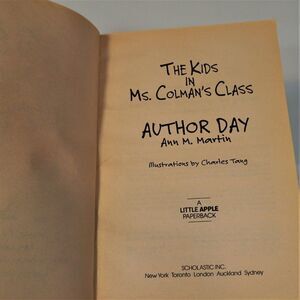 THE KIDS
IN
MS. COLMAN'S CLASS
AUTHOR DAY
Ann M. Martin
Illustrations by Charles Tang
A
LITTLE APPLE
PAPERBACK
SCHOLASTIC INC.
New York Toronto London Auckland Sydney